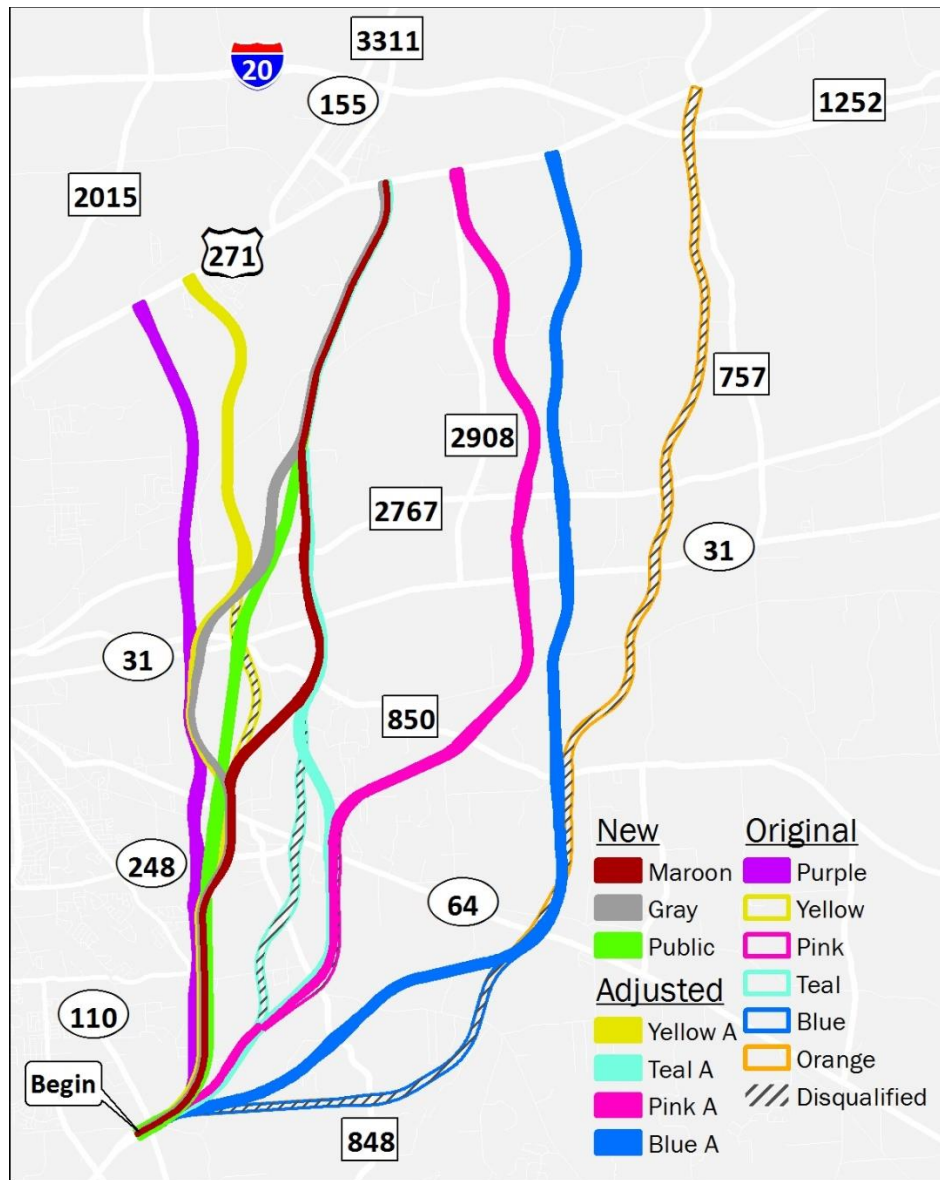 3311
20
155
1252
2015
271
757
2908
2767
31
31
850
248
64
110
Begin
848
New
Maroon
Gray
Public
Adjusted
Yellow A
Teal A
Pink A
Blue A
Original
Purple
Yellow
Pink
Teal
Blue
Orange
Disqualified